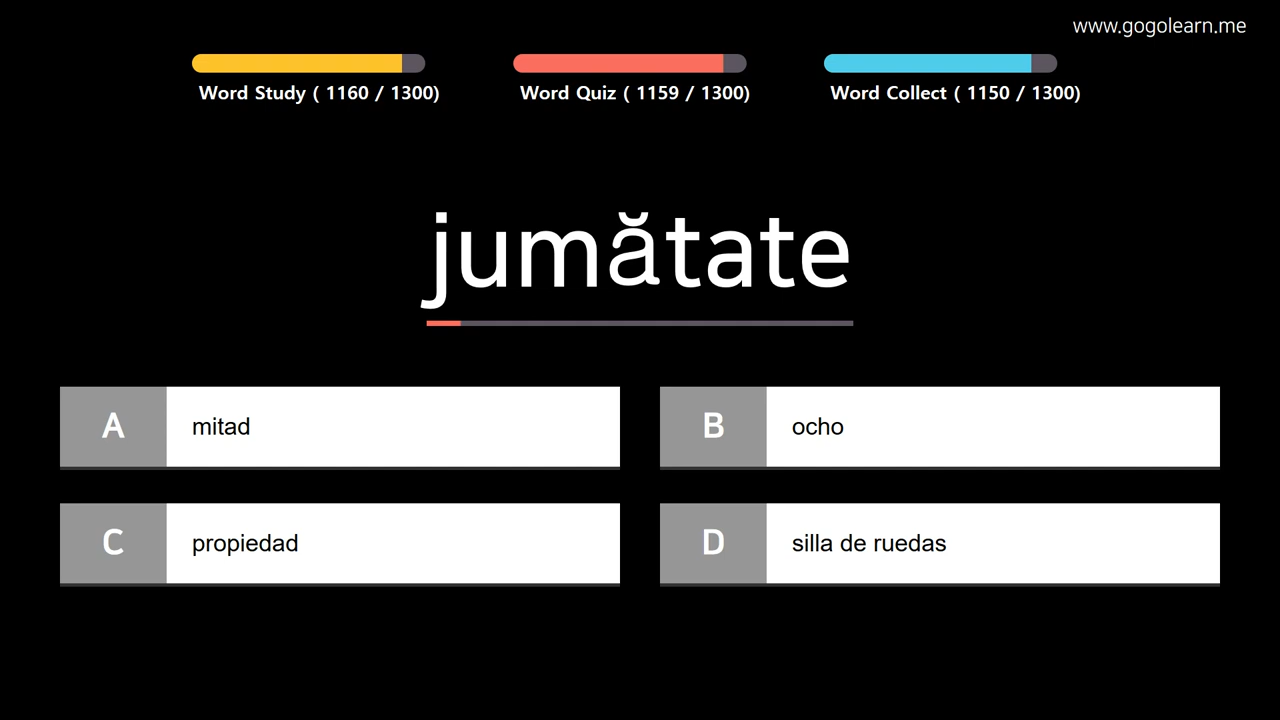 www.gogolearn.me
Word Study ( 1160 / 1300)
Word Quiz ( 1159 / 1300)
Word Collect ( 1150 / 1300)
jumătate
A mitad
B ocho
C propiedad
D silla de ruedas